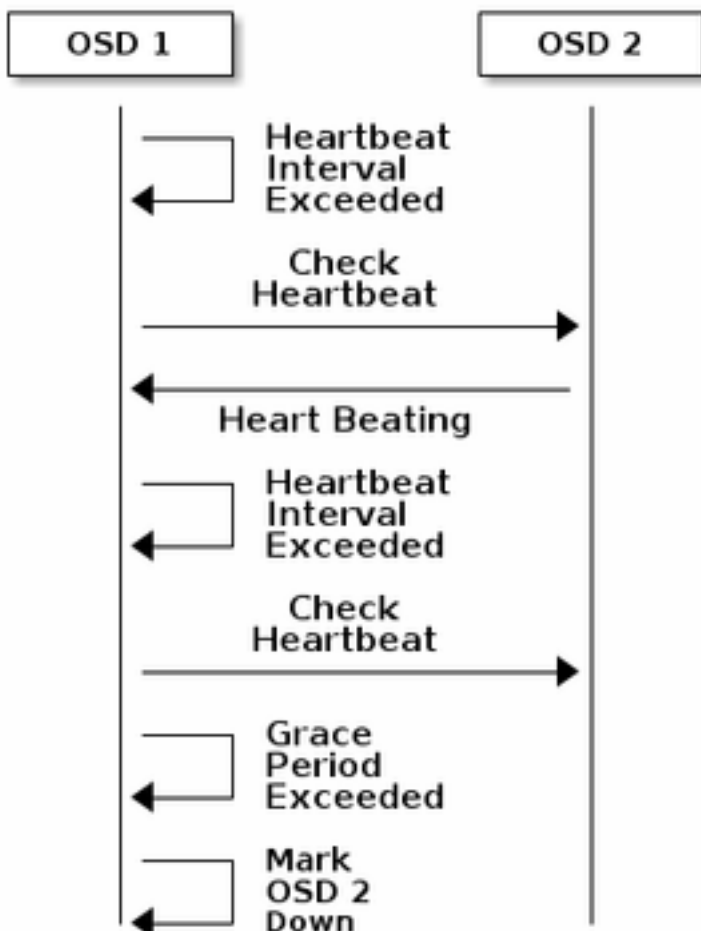 OSD 1
OSD 2
Heartbeat
Interval
Exceeded
Check
Heartbeat
Heart Beating
Heartbeat
Interval
Exceeded
Check
Heartbeat
Grace
Period
Exceeded
Mark
OSD 2
Down